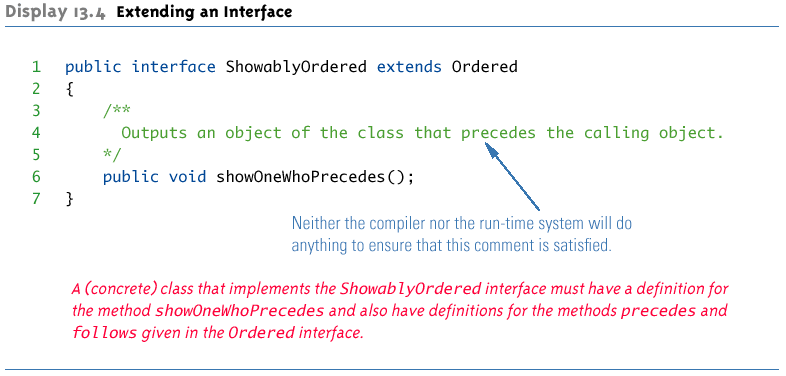 Display 13.4 Extending an Interface
1 public interface ShowablyOrdered extends Ordered
2 {
3 /**
4 Outputs an object of the class that precedes the calling object.
5 */
6 public void showOneWhoPrecedes();
7 }
Neither the compiler nor the run-time system will do
anything to ensure that this comment is satisfied.
A (concrete) class that implements the ShowablyOrdered interface must have a definition for
the method showOneWhoPrecedes and also have definitions for the methods precedes and
follows given in the Ordered interface.